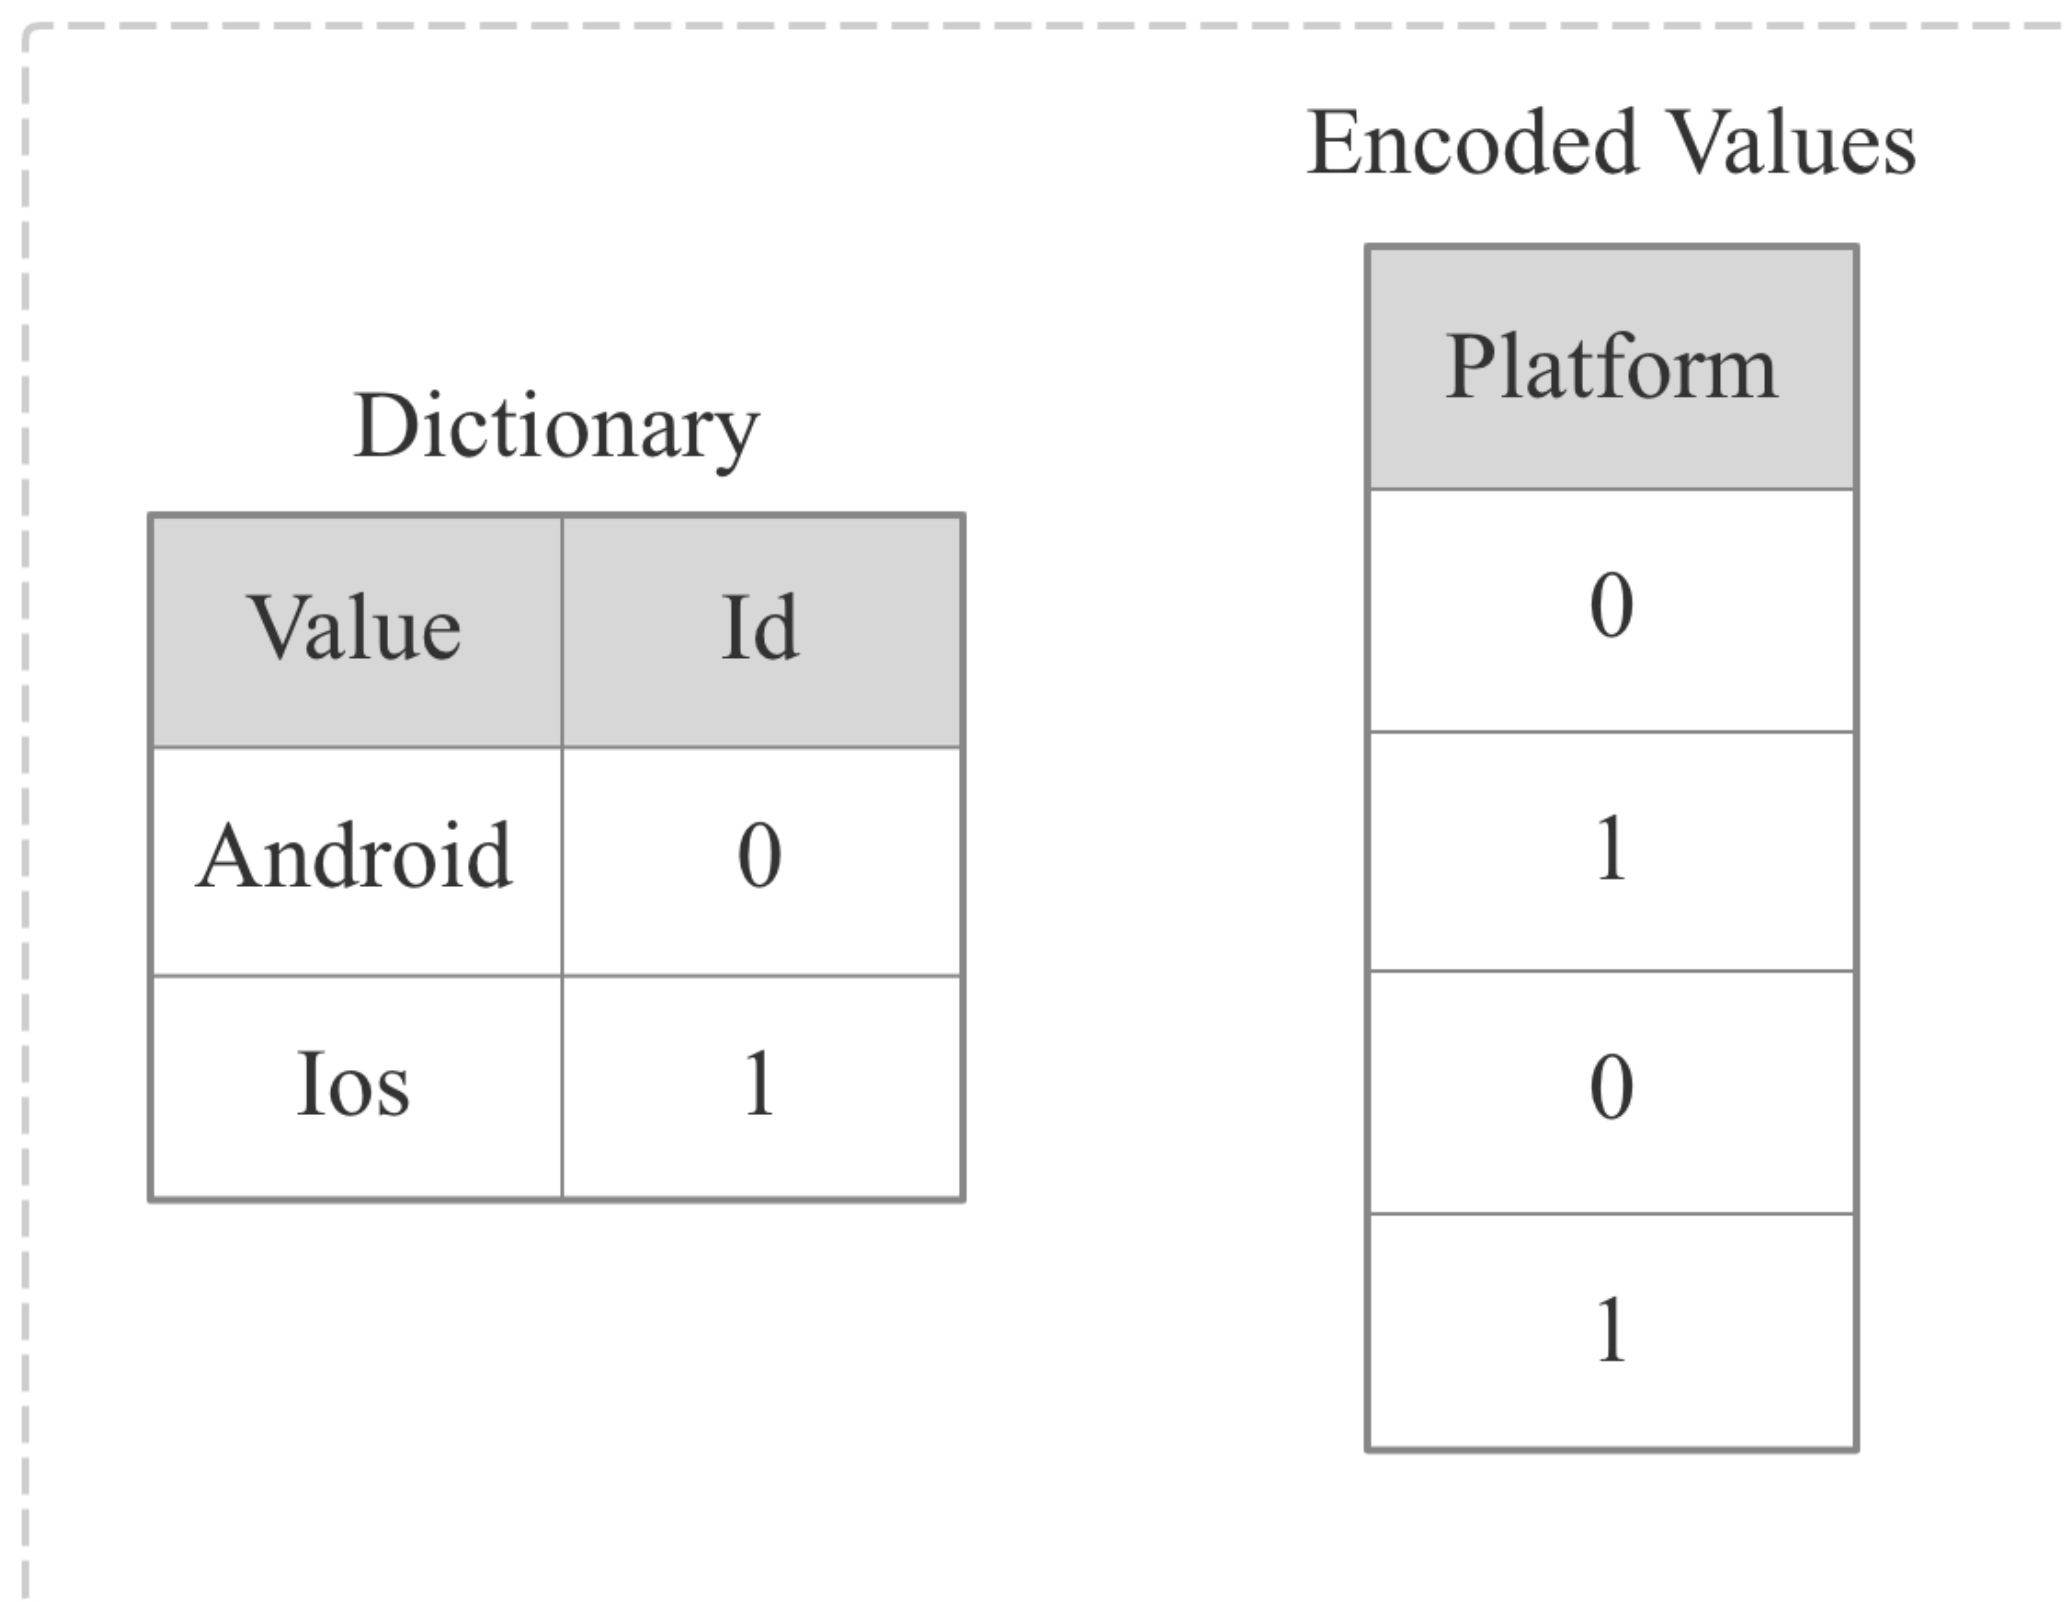 Dictionary
Value Id
Android 0
Ios 1
Encoded Values
Platform
0
1
0
1